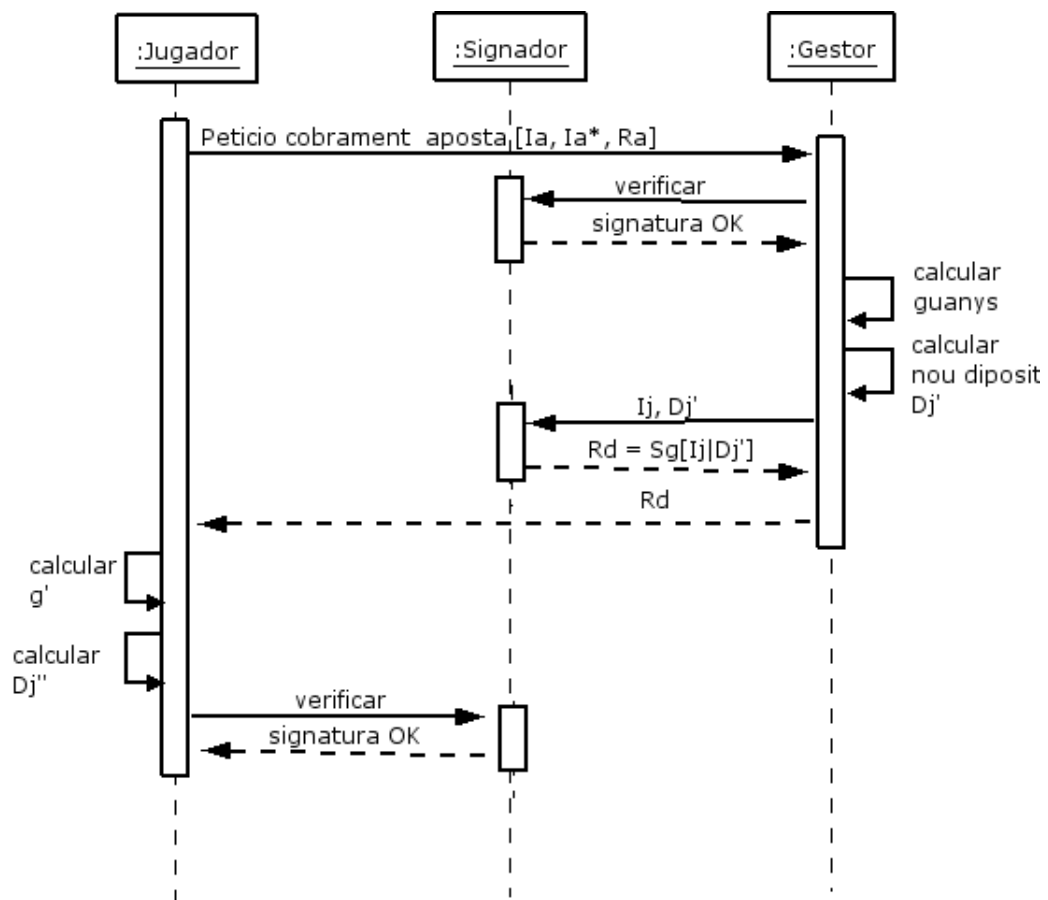 :Jugador
:Signador
:Gestor
Peticio cobrament aposta [Ia, Ia*, Ra]
verificar
signatura OK
calcular
guanys
calcular
nou diposit
Dj'
Ij, Dj'
Rd = Sg[Ij|Dj']
Rd
calcular
g'
calcular
Dj''
verificar
signatura OK